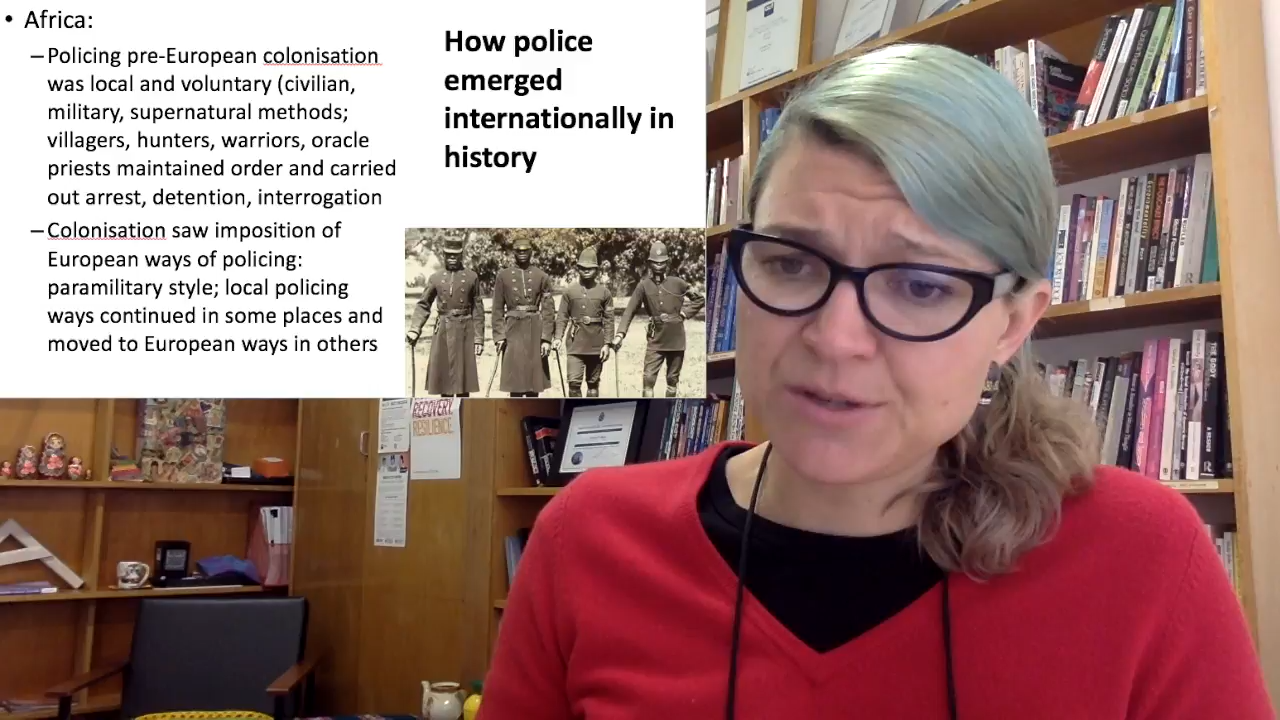 • Africa:
–Policing pre-European colonisation
was local and voluntary (civilian,
military, supernatural methods;
villagers, hunters, warriors, oracle
priests maintained order and carried
out arrest, detention, interrogation
–Colonisation saw imposition of
European ways of policing:
paramilitary style; local policing
ways continued in some places and
moved to European ways in others
How police
emerged
internationally in
history
RECOVERY.
RESILIENCE.
THE BODY